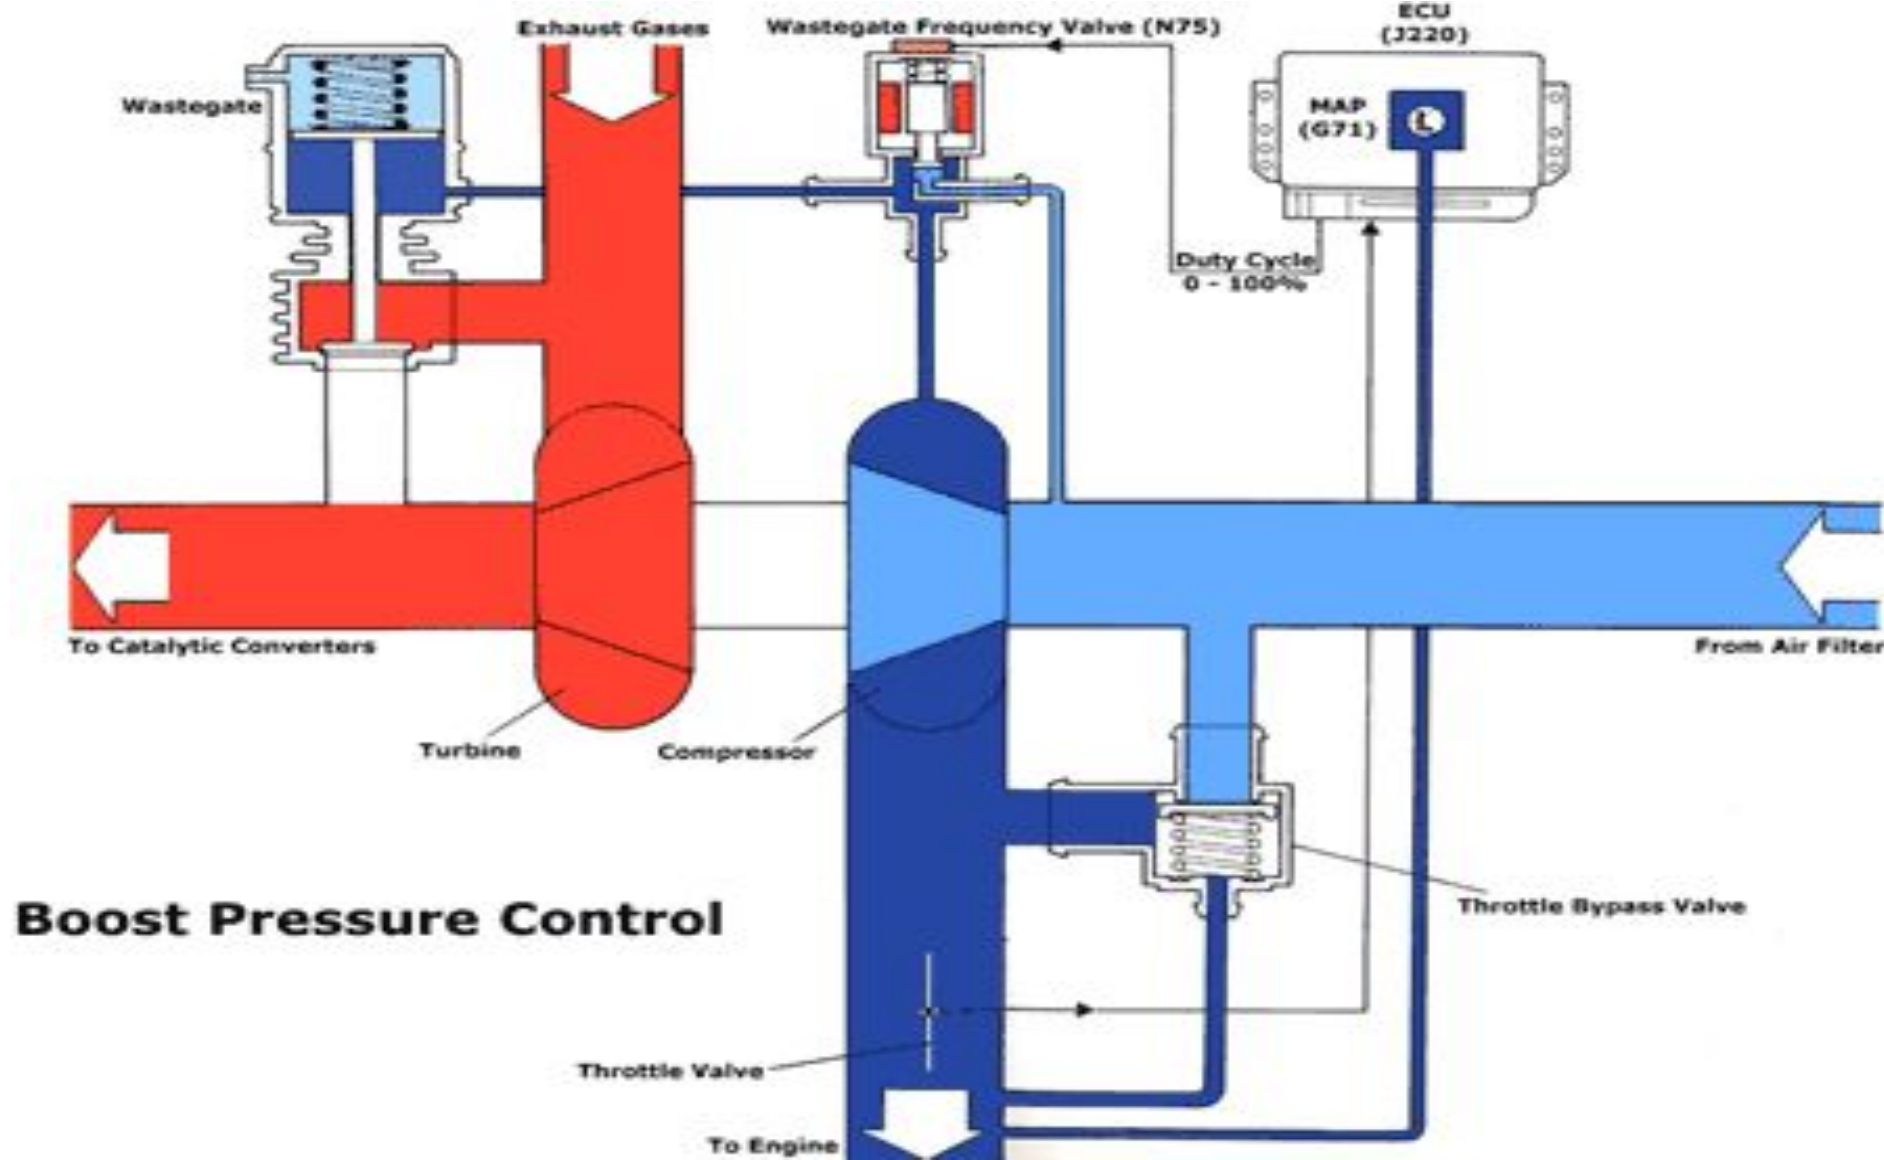 Exhaust Gases
Wastegate Frequency Valve (N75)
ECU
(J220)
Wastegate
MAP
(G71)
L
Duty Cycle
0 - 100%
To Catalytic Converters
From Air Filter
Turbine
Compressor
Boost Pressure Control
Throttle Bypass Valve
Throttle Valve
To Engine